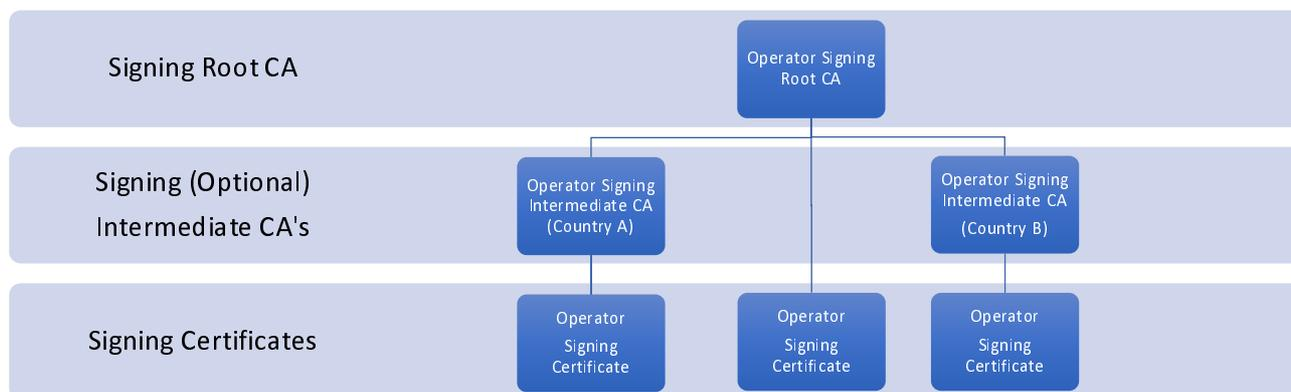 Signing Root CA
Operator Signing
Root CA
Signing (Optional)
Intermediate CA's
Operator Signing
Intermediate CA
(Country A)
Operator Signing
Intermediate CA
(Country B)
Signing Certificates
Operator
Signing
Certificate
Operator
Signing
Certificate
Operator
Signing
Certificate